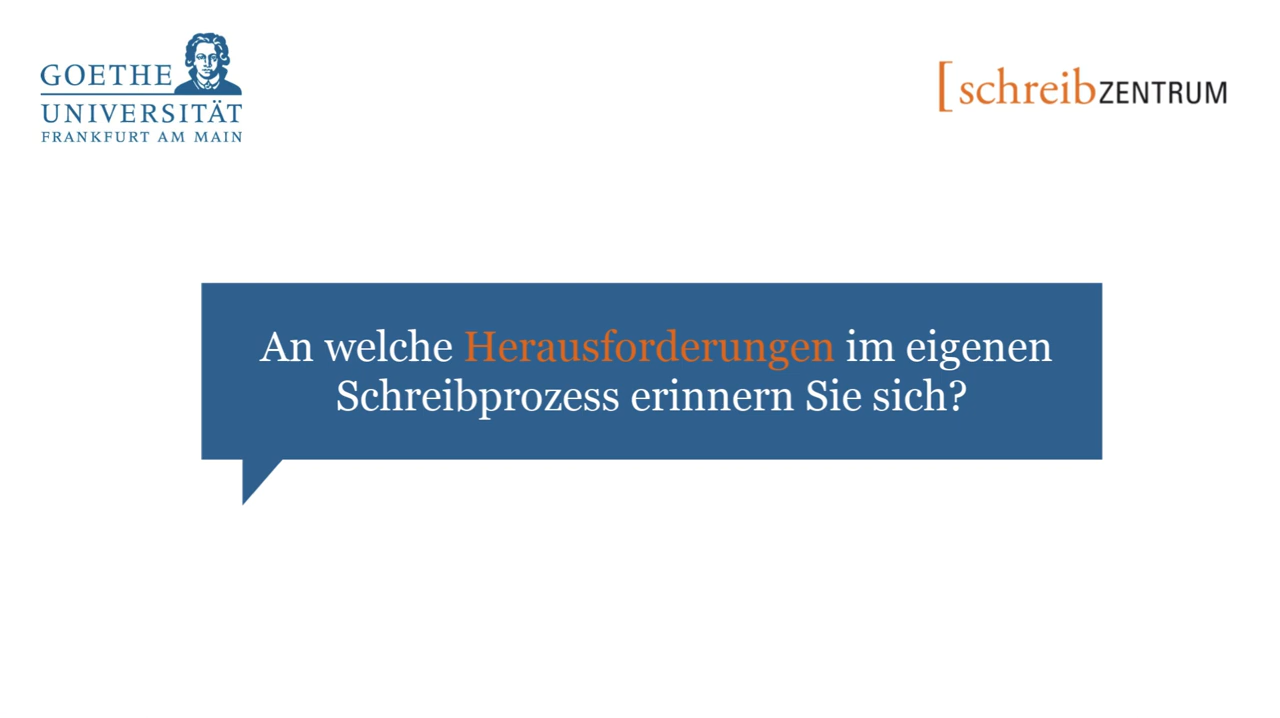 GOETHE
UNIVERSITÄT
FRANKFURT AM MAIN
[schreibZENTRUM
An welche Herausforderungen im eigenen
Schreibprozess erinnern Sie sich?